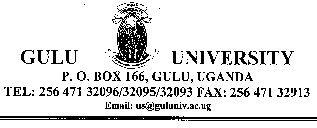 GULU UNIVERSITY
P. O. BOX 166, GULU, UGANDA
TEL: 256 471 32096/32095/32093 FAX: 256 471 32913
Email: us@guluniv.ac.ug